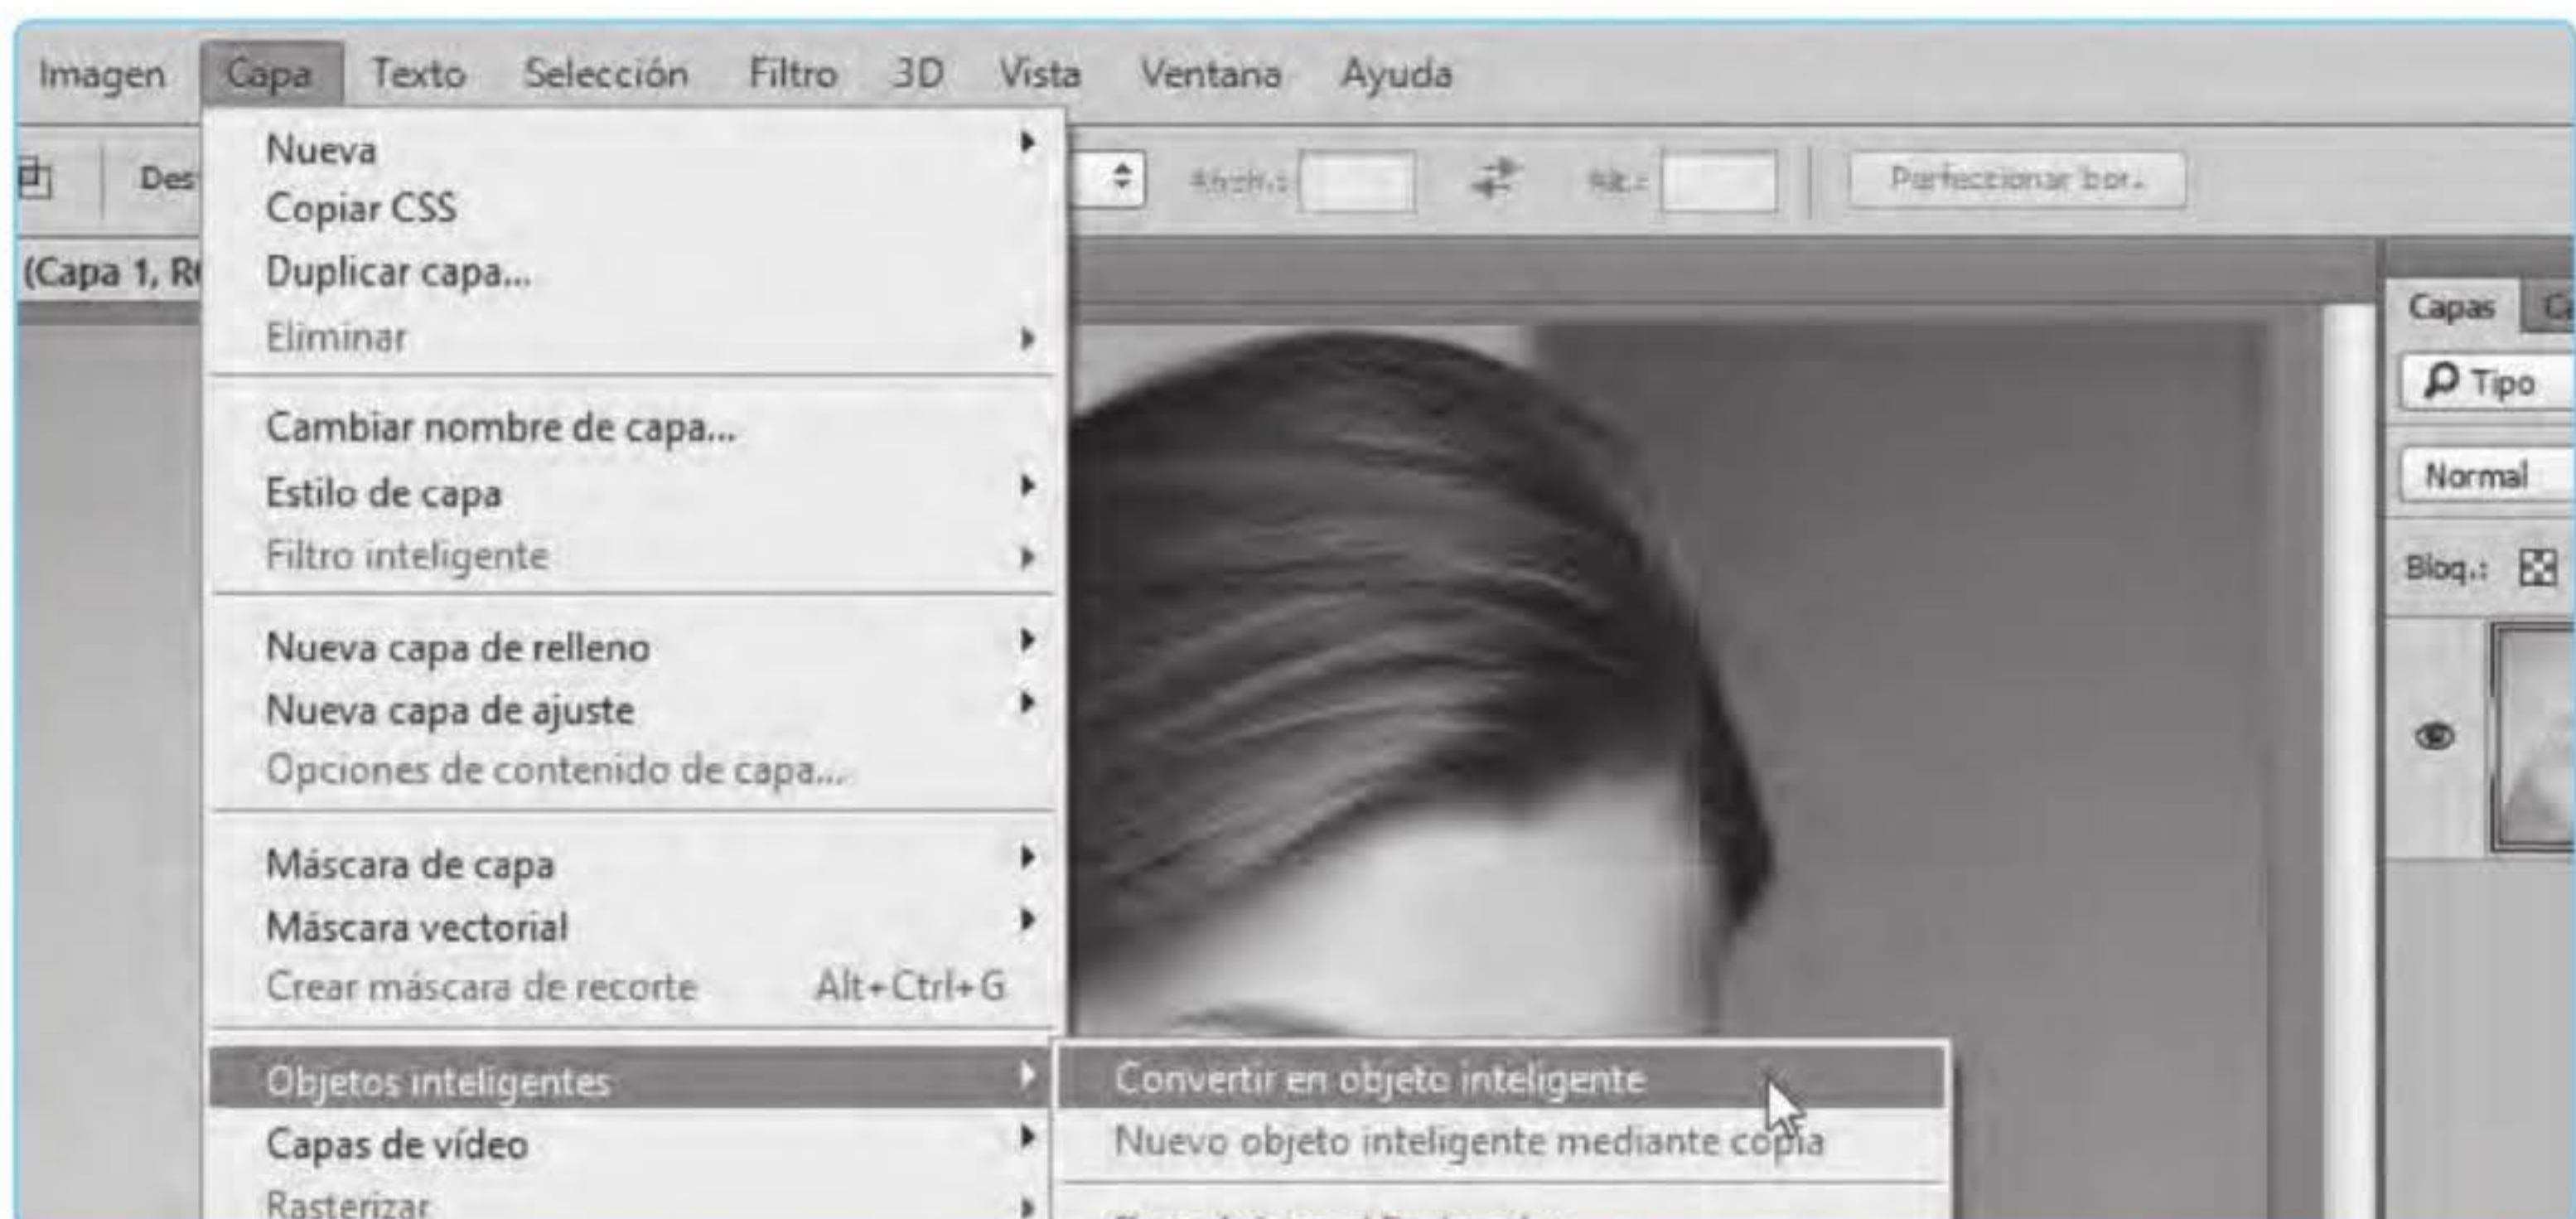 Imagen Capa Texto Selección Filtro 3D Vista Ventana Ayuda
Des
Perfeccionar bor.
(Capa 1,
Nueva
Copiar CSS
Duplicar capa...
Eliminar
Cambiar nombre de capa...
Estilo de capa
Filtro inteligente
Nueva capa de relleno
Nueva capa de ajuste
Opciones de contenido de capa...
Máscara de capa
Máscara vectorial
Crear máscara de recorte Alt+Ctrl+G
Objetos inteligentes
Capas de vídeo
Rasterizar
Convertir en objeto inteligente
Nuevo objeto inteligente mediante copia
Capas
Tipo
Normal
Bloq.: